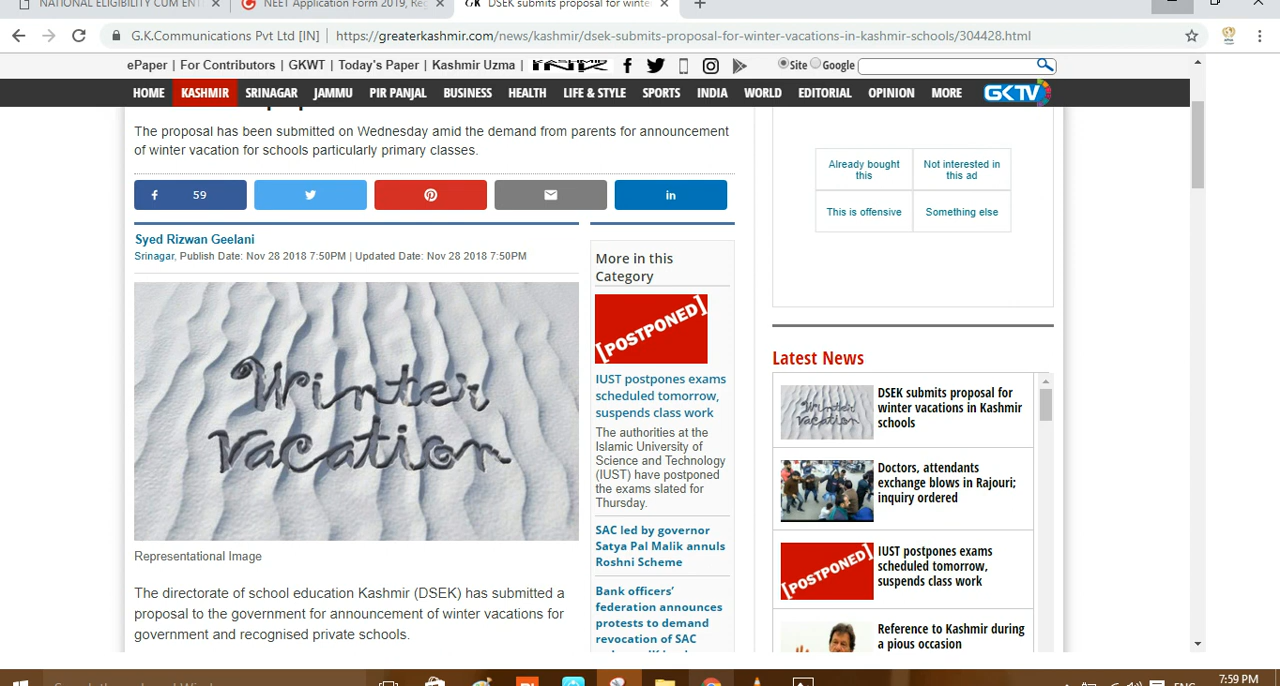 NATIONAL ELIGIBILITY CUM ENT
NEET Application Form 2019, Reg
GK DSEK submits proposal for winte
G.K.Communications Pvt Ltd [IN] | https://greaterkashmir.com/news/kashmir/dsek-submits-proposal-for-winter-vacations-in-kashmir-schools/304428.html
ePaper | For Contributors | GKWT | Today's Paper | Kashmir Uzma |
Site Google
HOME KASHMIR SRINAGAR JAMMU PIR PANJAL BUSINESS HEALTH LIFE & STYLE SPORTS INDIA WORLD EDITORIAL OPINION MORE GKTV
The proposal has been submitted on Wednesday amid the demand from parents for announcement
of winter vacation for schools particularly primary classes.
59
in
Syed Rizwan Geelani
Srinagar, Publish Date: Nov 28 2018 7:50PM | Updated Date: Nov 28 2018 7:50PM
Winter
vacation
Representational Image
The directorate of school education Kashmir (DSEK) has submitted a
proposal to the government for announcement of winter vacations for
government and recognised private schools.
More in this
Category
[POSTPONED]
IUST postpones exams
scheduled tomorrow,
suspends class work
The authorities at the
Islamic University of
Science and Technology
(IUST) have postponed
the exams slated for
Thursday.
SAC led by governor
Satya Pal Malik annuls
Roshni Scheme
Bank officers'
federation announces
protests to demand
revocation of SAC
Already bought
this
Not interested in
this ad
This is offensive
Something else
Latest News
Winter
vacation
DSEK submits proposal for
winter vacations in Kashmir
schools
Doctors, attendants
exchange blows in Rajouri;
inquiry ordered
[POSTPONED]
IUST postpones exams
scheduled tomorrow,
suspends class work
Reference to Kashmir during
a pious occasion
ENG
7:59 PM